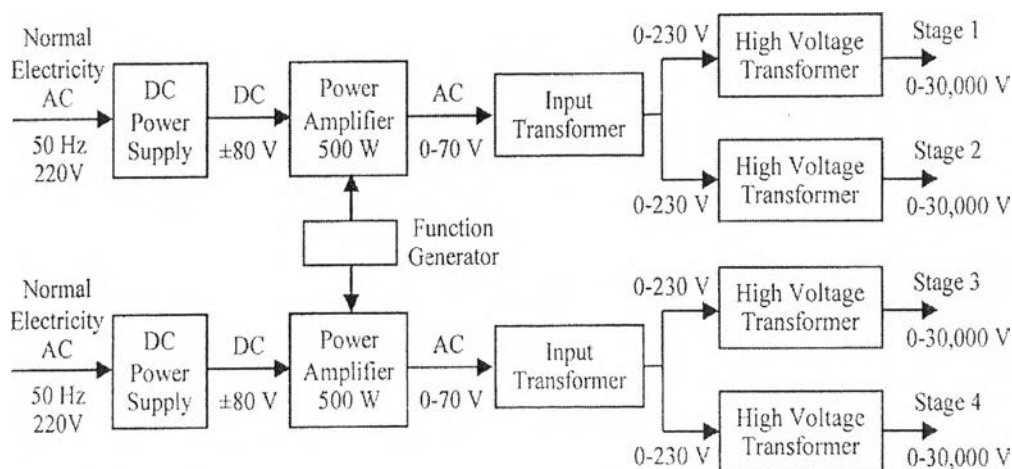 Normal
Electricity
AC
50 Hz
220V
DC
Power
Supply
DC
±80 V
Power
Amplifier
500 W
AC
0-70 V
Input
Transformer
0-230 V
High Voltage
Transformer
Stage 1
0-30,000 V
0-230 V
High Voltage
Transformer
Stage 2
0-30,000 V
Function
Generator
Normal
Electricity
AC
50 Hz
220V
DC
Power
Supply
DC
±80 V
Power
Amplifier
500 W
AC
0-70 V
Input
Transformer
0-230 V
High Voltage
Transformer
Stage 3
0-30,000 V
0-230 V
High Voltage
Transformer
Stage 4
0-30,000 V